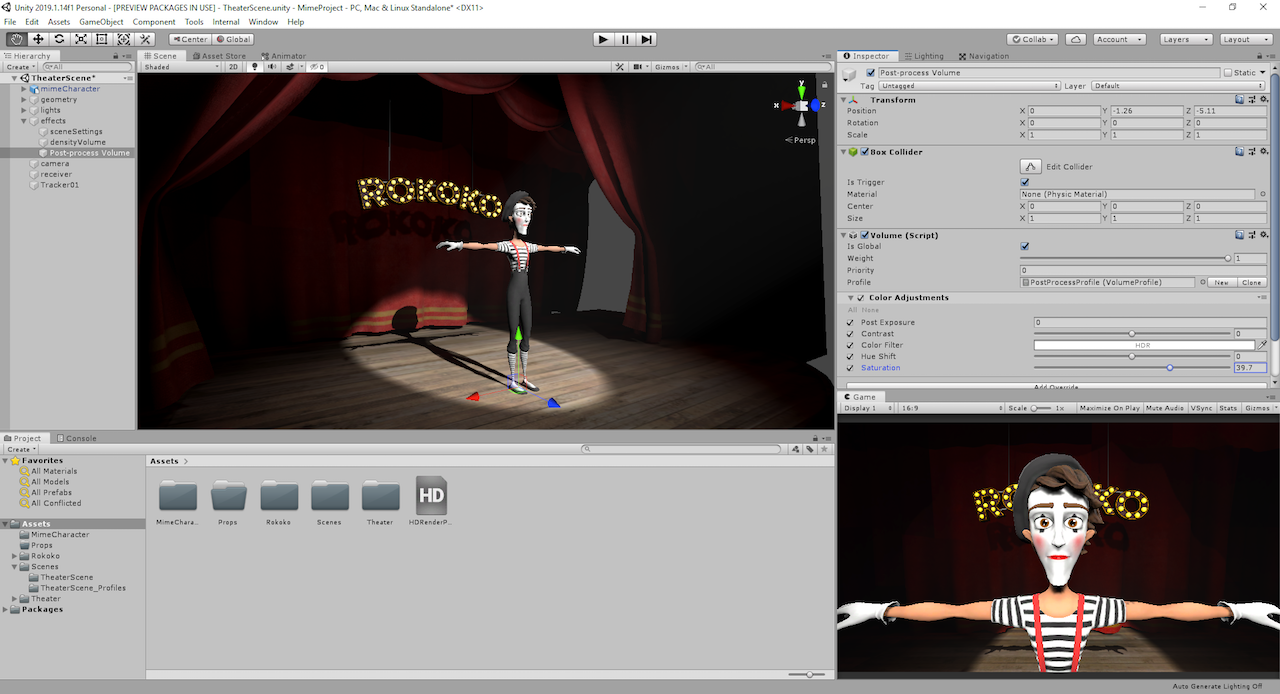 Unity 2019.1.14f1 Personal - [PREVIEW PACKAGES IN USE] - TheaterScene.unity - MimeProject - PC, Mac & Linux Standalone* <DX11>
File Edit Assets GameObject Component Tools Internal Window Help
Center Global Collab Account Layers Layout
Hierarchy Scene Asset Store Animator Inspector Lighting Navigation
Create All
Shaded 2D 0 Gizmos All
TheaterScene*
mimeCharacter
geometry
lights
effects
sceneSettings
densityVolume
Post-process Volume
camera
receiver
Tracker01
y
x
z
Persp
ROKOKO
Post-process Volume Static
Tag Untagged Layer Default
Transform
Position X 0 Y -1.26 Z -5.11
Rotation X 0 Y 0 Z 0
Scale X 1 Y 1 Z 1
Box Collider
Edit Collider
Is Trigger
Material None (Physic Material)
Center X 0 Y 0 Z 0
Size X 1 Y 1 Z 1
Volume (Script)
Is Global
Weight 1
Priority 0
Profile PostProcessProfile (VolumeProfile) New Clone
Color Adjustments
All None
Post Exposure 0
Contrast 0
Color Filter HDR
Hue Shift 0
Saturation 39.7
Add Override
Game
Display 1 16:9 Scale 1x Maximize On Play Mute Audio VSync Stats Gizmos
Project Console
Create
Favorites
All Materials
All Models
All Prefabs
All Conflicted
Assets
MimeCharacter
Props
Rokoko
Scenes
TheaterScene
TheaterScene_Profiles
Theater
Packages
Assets
HD
MimeChara... Props Rokoko Scenes Theater HDRenderP...
Auto Generate Lighting Off